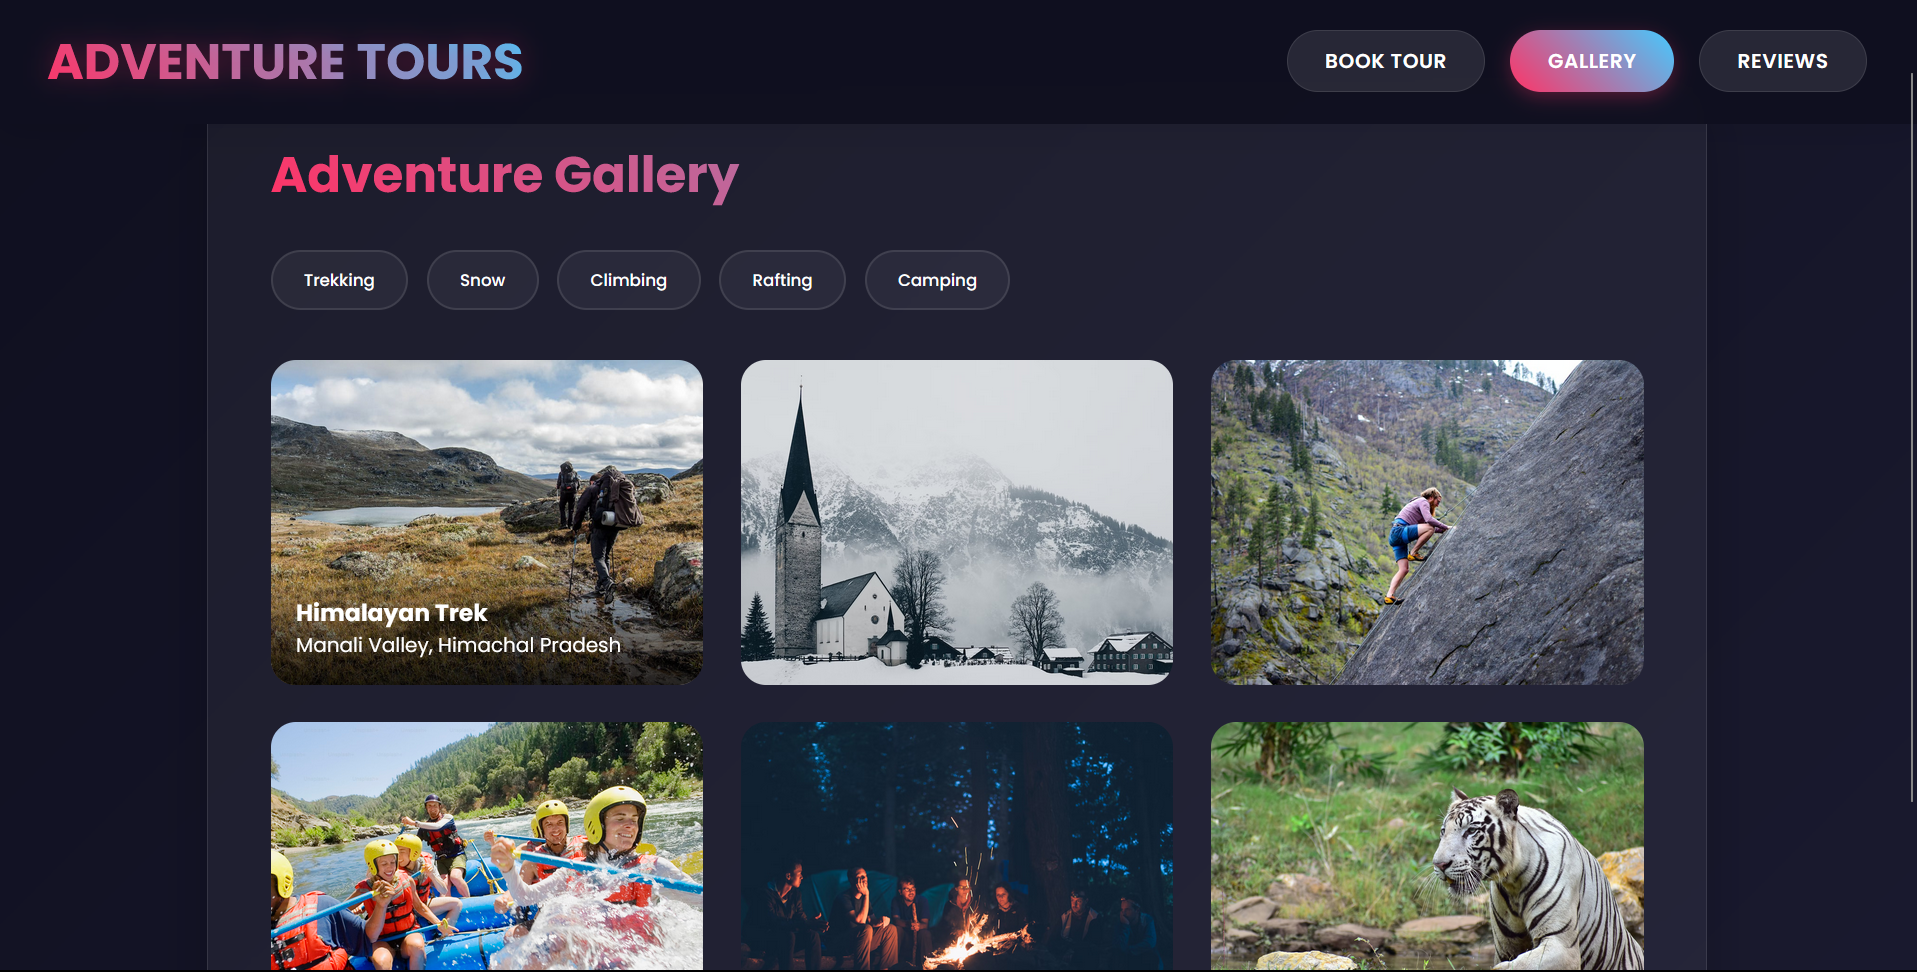 ADVENTURE TOURS
BOOK TOUR
GALLERY
REVIEWS
Adventure Gallery
Trekking
Snow
Climbing
Rafting
Camping
Himalayan Trek
Manali Valley, Himachal Pradesh